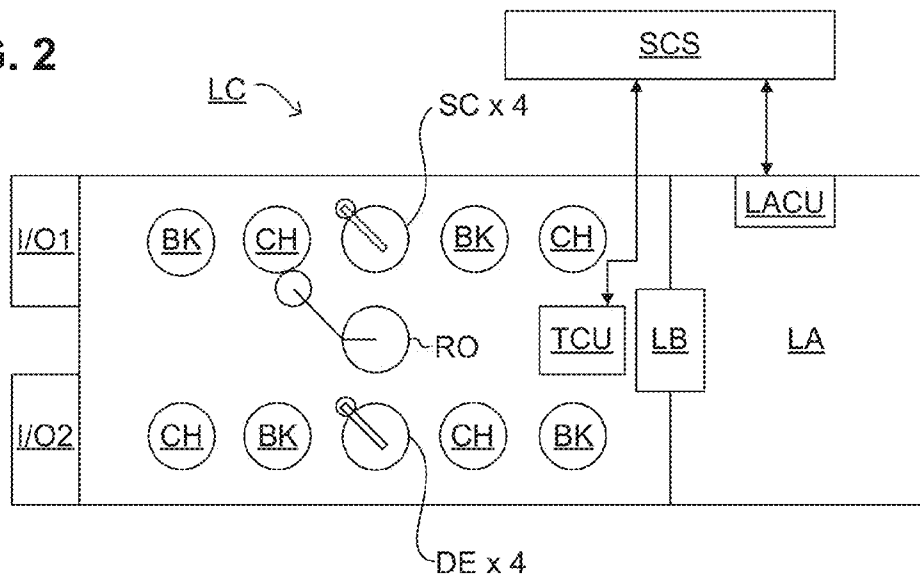 G. 2
SCS
LC
SC x 4
I/O1
BK
CH
BK
CH
LACU
RO
TCU
LB
LA
I/O2
CH
BK
CH
BK
DE x 4